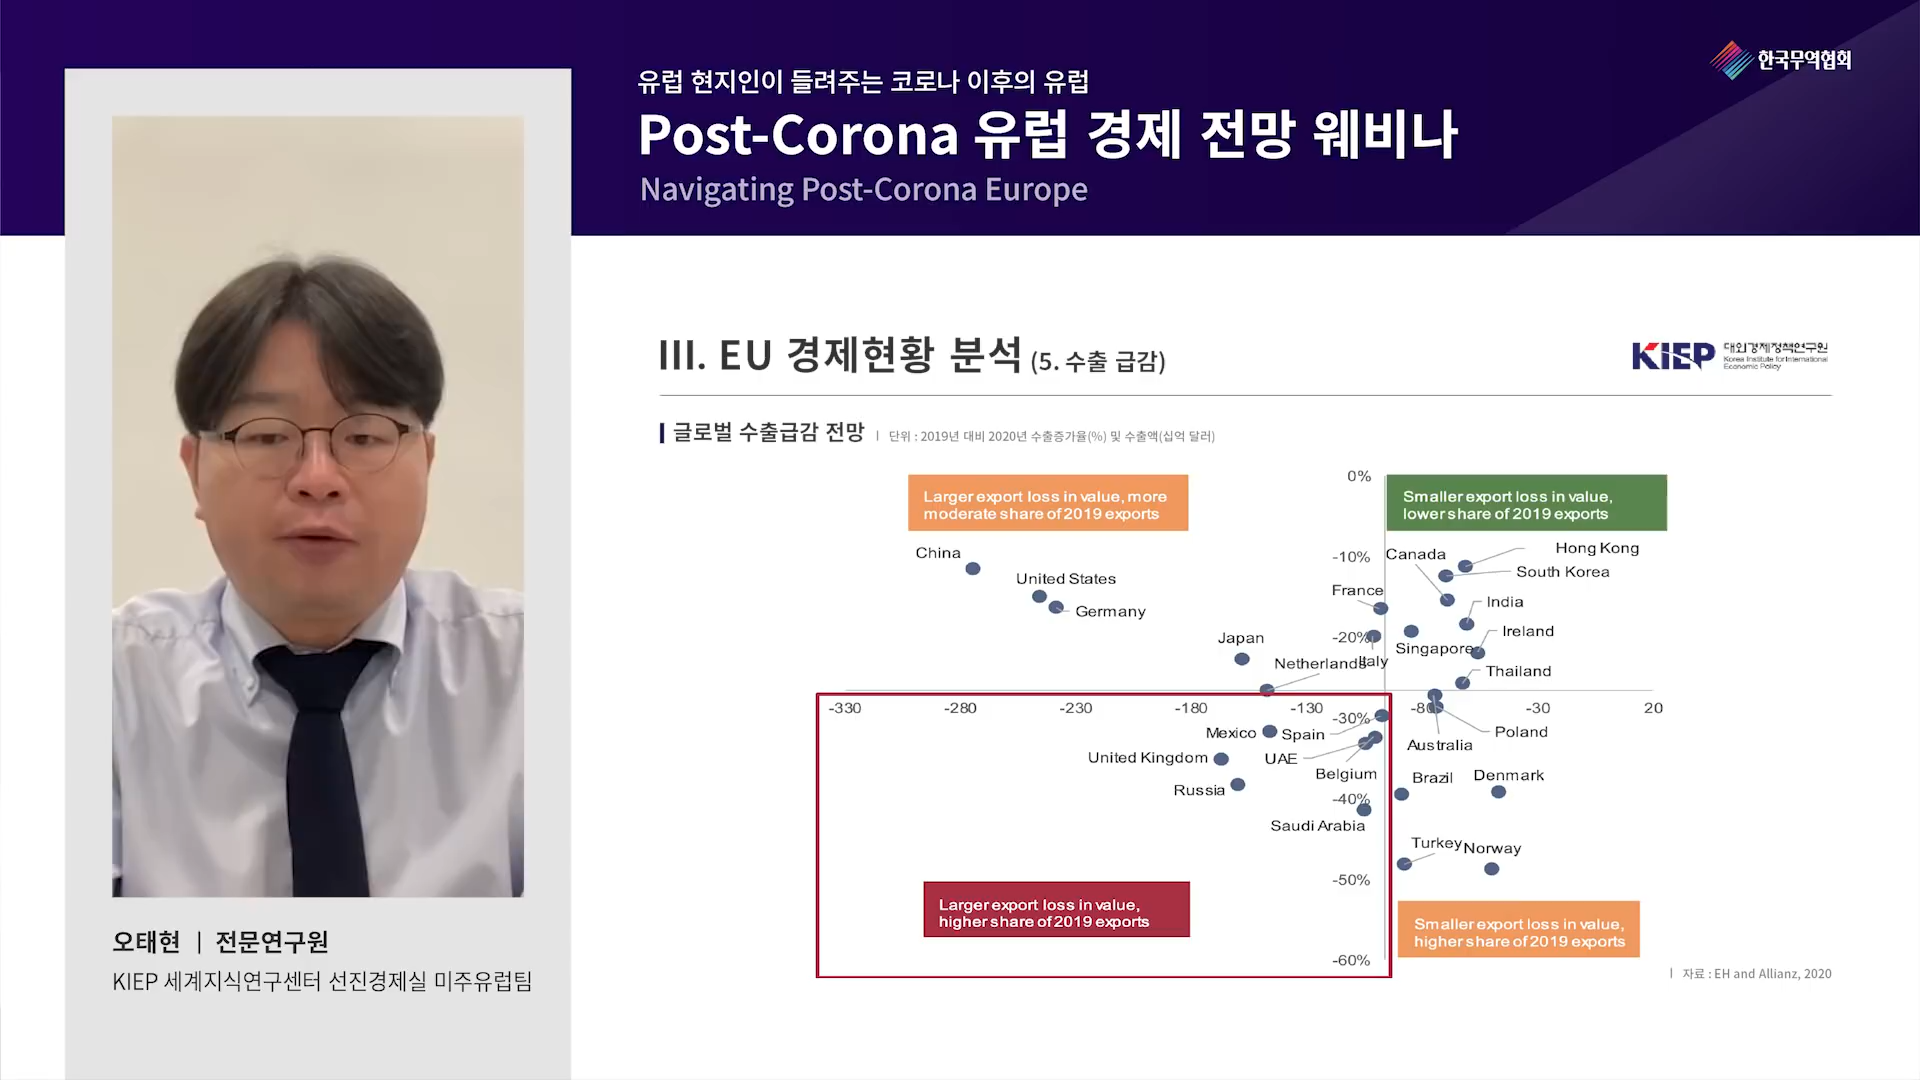 유럽 현지인이 들려주는 코로나 이후의 유럽
Post-Corona 유럽 경제 전망 웨비나
Navigating Post-Corona Europe
한국무역협회
III. EU 경제현황 분석 (5. 수출 급감)
KIEP 대외경제정책연구원
Korea Institute for International
Economic Policy
글로벌 수출급감 전망 | 단위 : 2019년 대비 2020년 수출증가율(%) 및 수출액(십억 달러)
Larger export loss in value, more
moderate share of 2019 exports
0%
Smaller export loss in value,
lower share of 2019 exports
China
-10%
Canada
Hong Kong
United States
South Korea
France
Germany
India
Japan
-20%
Ireland
Singapore
Netherlands
Italy
Thailand
-330
-280
-230
-180
-130
-80
-30
20
-30%
Mexico
Spain
Poland
United Kingdom
UAE
Australia
Belgium
Brazil
Denmark
Russia
-40%
Saudi Arabia
Turkey
Norway
-50%
Larger export loss in value,
higher share of 2019 exports
Smaller export loss in value,
higher share of 2019 exports
-60%
| 자료 : EH and Allianz, 2020
오태현 | 전문연구원
KIEP 세계지식연구센터 선진경제실 미주유럽팀